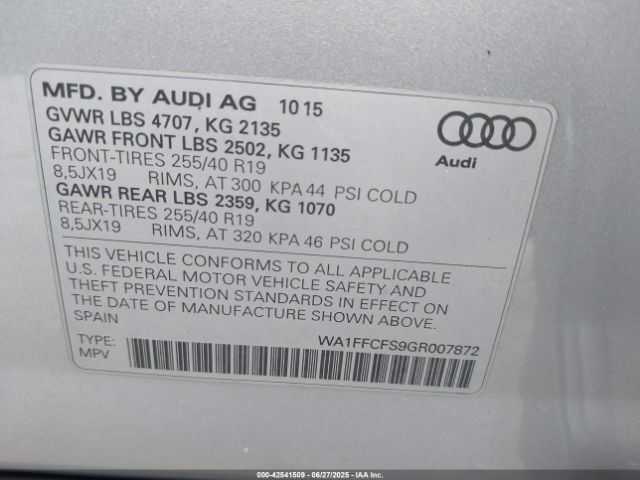 MFD. BY AUDI AG 10 15
GVWR LBS 4707, KG 2135
GAWR FRONT LBS 2502, KG 1135
FRONT-TIRES 255/40 R19
8,5JX19 RIMS, AT 300 KPA 44 PSI COLD
GAWR REAR LBS 2359, KG 1070
REAR-TIRES 255/40 R19
8,5JX19 RIMS, AT 320 KPA 46 PSI COLD
Audi
THIS VEHICLE CONFORMS TO ALL APPLICABLE
U.S. FEDERAL MOTOR VEHICLE SAFETY AND
THEFT PREVENTION STANDARDS IN EFFECT ON
THE DATE OF MANUFACTURE SHOWN ABOVE.
SPAIN
TYPE: WA1FFCFS9GR007872
MPV
000-42541509 - 06/27/2025 - IAA Inc.